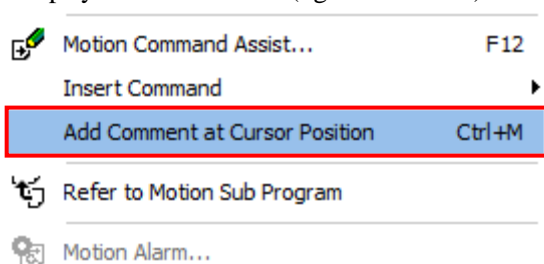 Motion Command Assist... F12
Insert Command
Add Comment at Cursor Position Ctrl+M
Refer to Motion Sub Program
Motion Alarm...